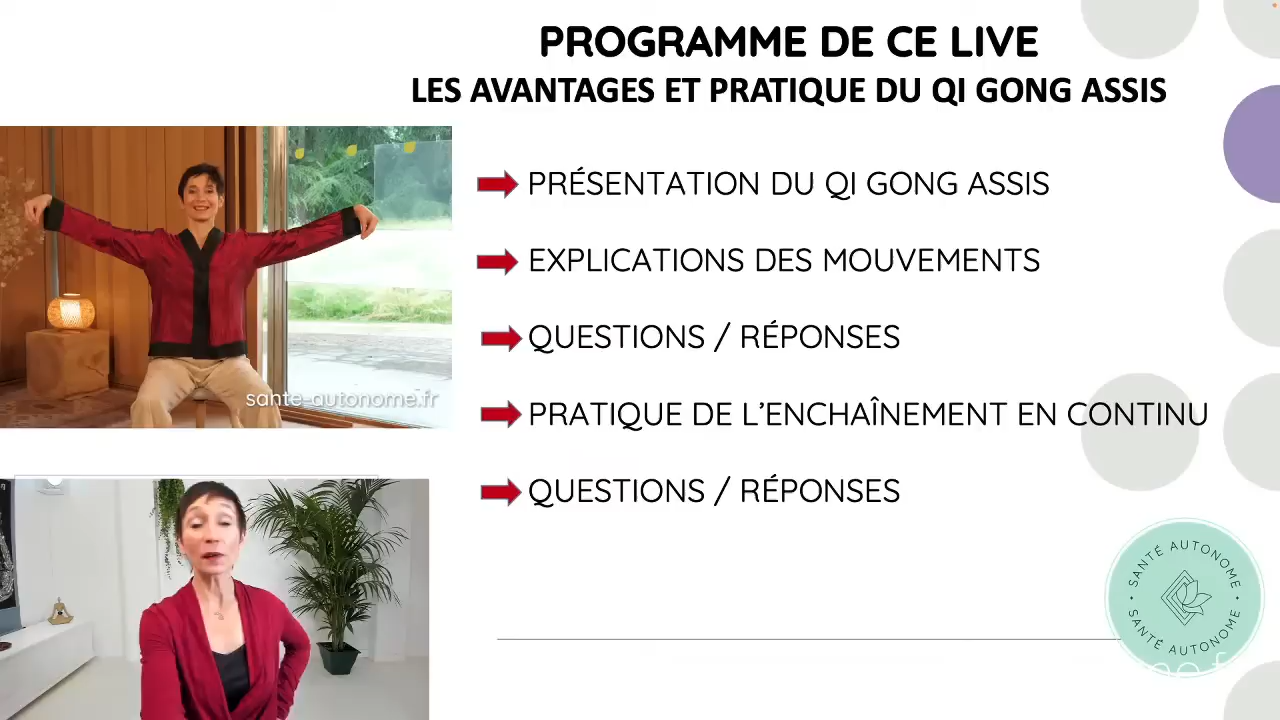 PROGRAMME DE CE LIVE
LES AVANTAGES ET PRATIQUE DU QI GONG ASSIS
PRÉSENTATION DU QI GONG ASSIS
EXPLICATIONS DES MOUVEMENTS
QUESTIONS / RÉPONSES
PRATIQUE DE L’ENCHAÎNEMENT EN CONTINU
QUESTIONS / RÉPONSES
sante-autonome.fr
SANTÉ AUTONOME
SANTÉ AUTONOME